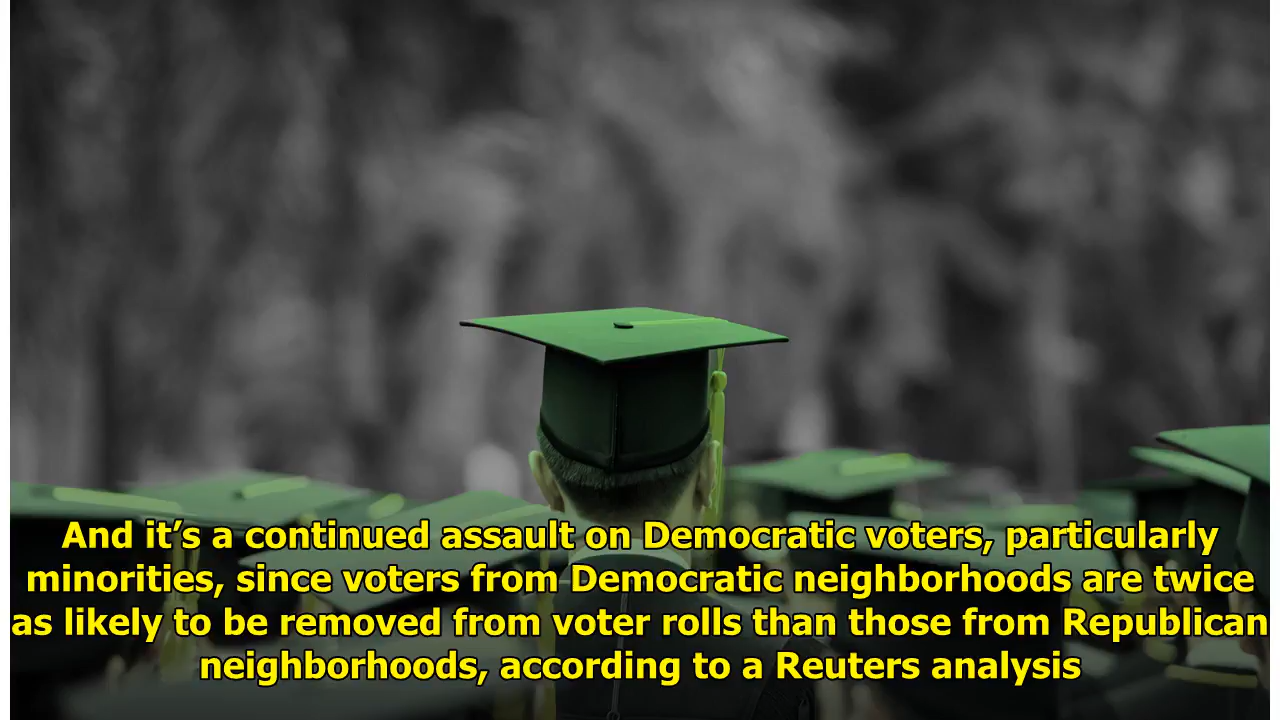 And it’s a continued assault on Democratic voters, particularly
minorities, since voters from Democratic neighborhoods are twice
as likely to be removed from voter rolls than those from Republican
neighborhoods, according to a Reuters analysis